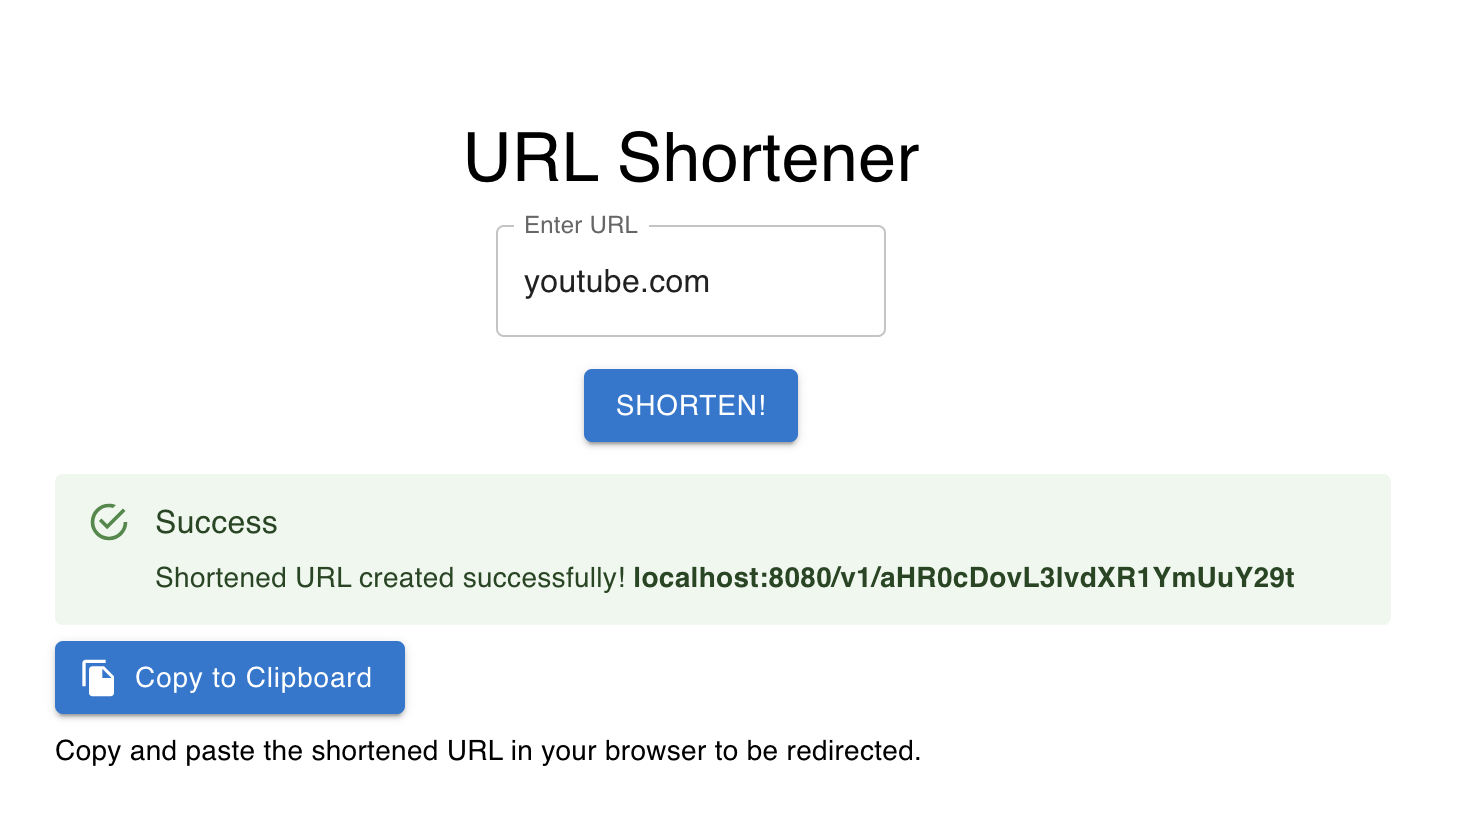 URL Shortener
Enter URL
youtube.com
SHORTEN!
Success
Shortened URL created successfully! localhost:8080/v1/aHR0cDovL3lvdXR1YmUuY29t
Copy to Clipboard
Copy and paste the shortened URL in your browser to be redirected.